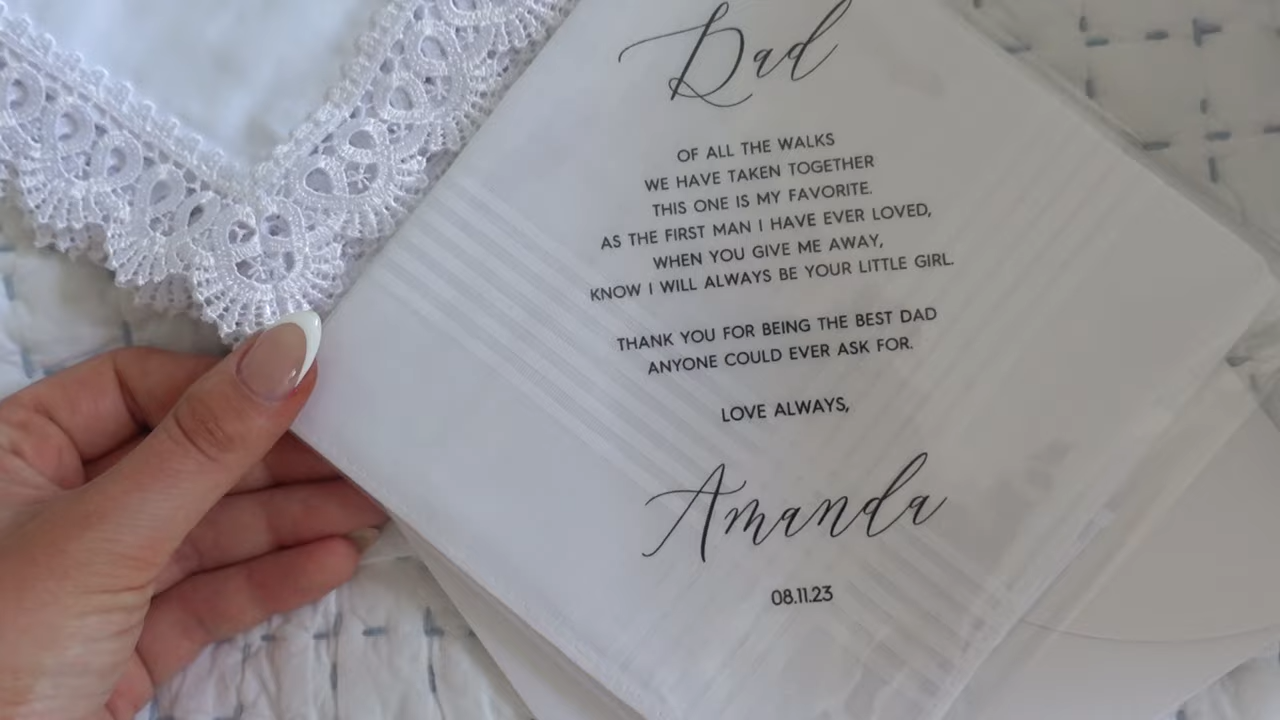 Dad
OF ALL THE WALKS
WE HAVE TAKEN TOGETHER
THIS ONE IS MY FAVORITE.
AS THE FIRST MAN I HAVE EVER LOVED,
WHEN YOU GIVE ME AWAY,
KNOW I WILL ALWAYS BE YOUR LITTLE GIRL.
THANK YOU FOR BEING THE BEST DAD
ANYONE COULD EVER ASK FOR.
LOVE ALWAYS,
Amanda
08.11.23